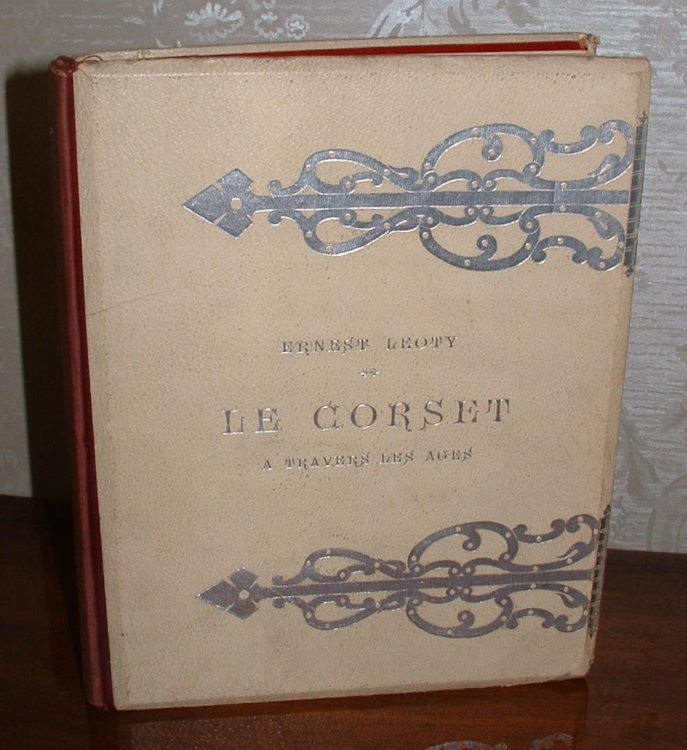 ERNEST LEOTY
LE CORSET
A TRAVERS LES AGES